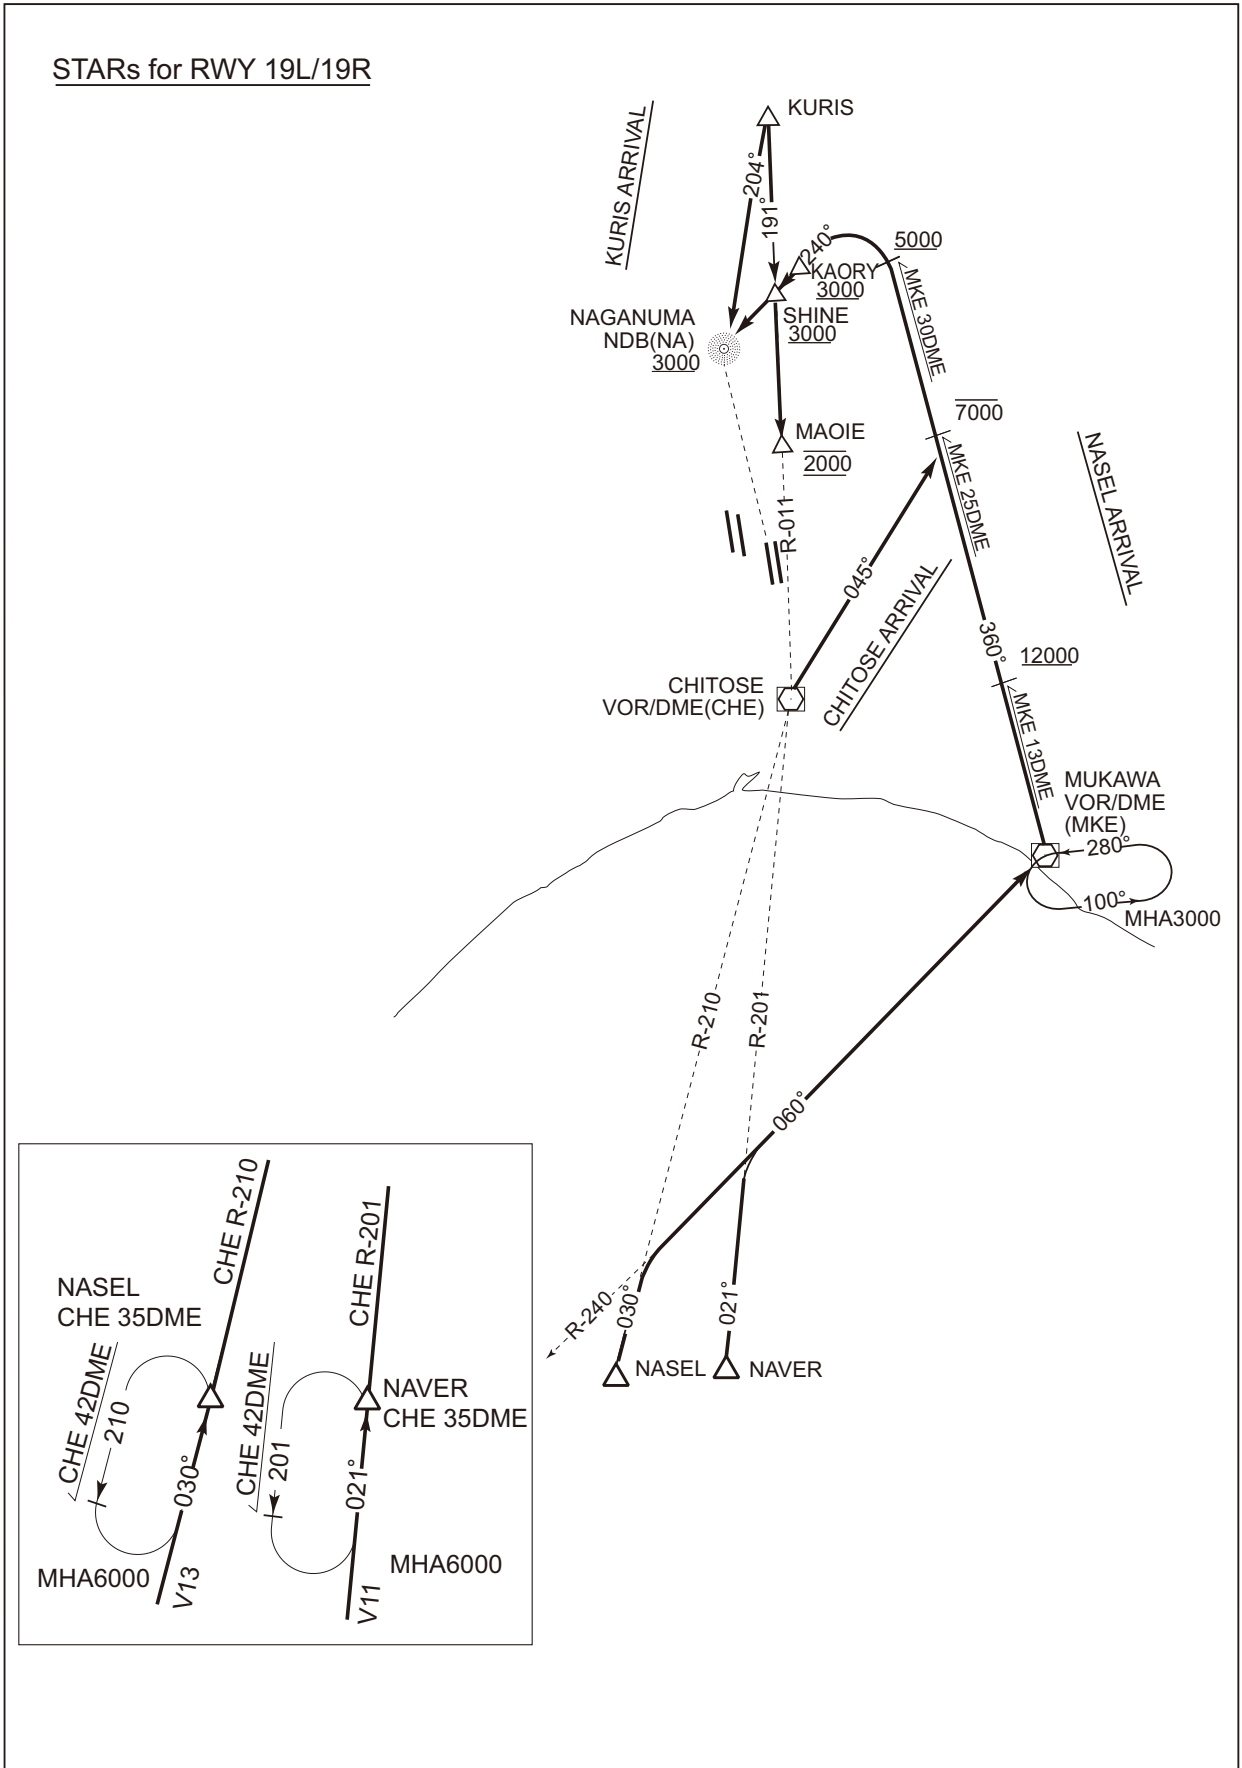 STARs for RWY 19L/19R
KURIS
KURIS ARRIVAL
204°
191°
240°
5000
KAORY
3000
MKE 30DME
SHINE
3000
NAGANUMA
NDB(NA)
3000
7000
MAOIE
2000
MKE 25DME
NASEL ARRIVAL
R-011
045°
CHITOSE ARRIVAL
360°
12000
CHITOSE
VOR/DME(CHE)
MKE 13DME
MUKAWA
VOR/DME
(MKE)
280°
100°
MHA3000
R-210
R-201
060°
R-240
030°
021°
NASEL
NAVER
CHE R-210
CHE R-201
NASEL
CHE 35DME
CHE 42DME
210
CHE 42DME
201
NAVER
CHE 35DME
030°
021°
MHA6000
V13
MHA6000
V11